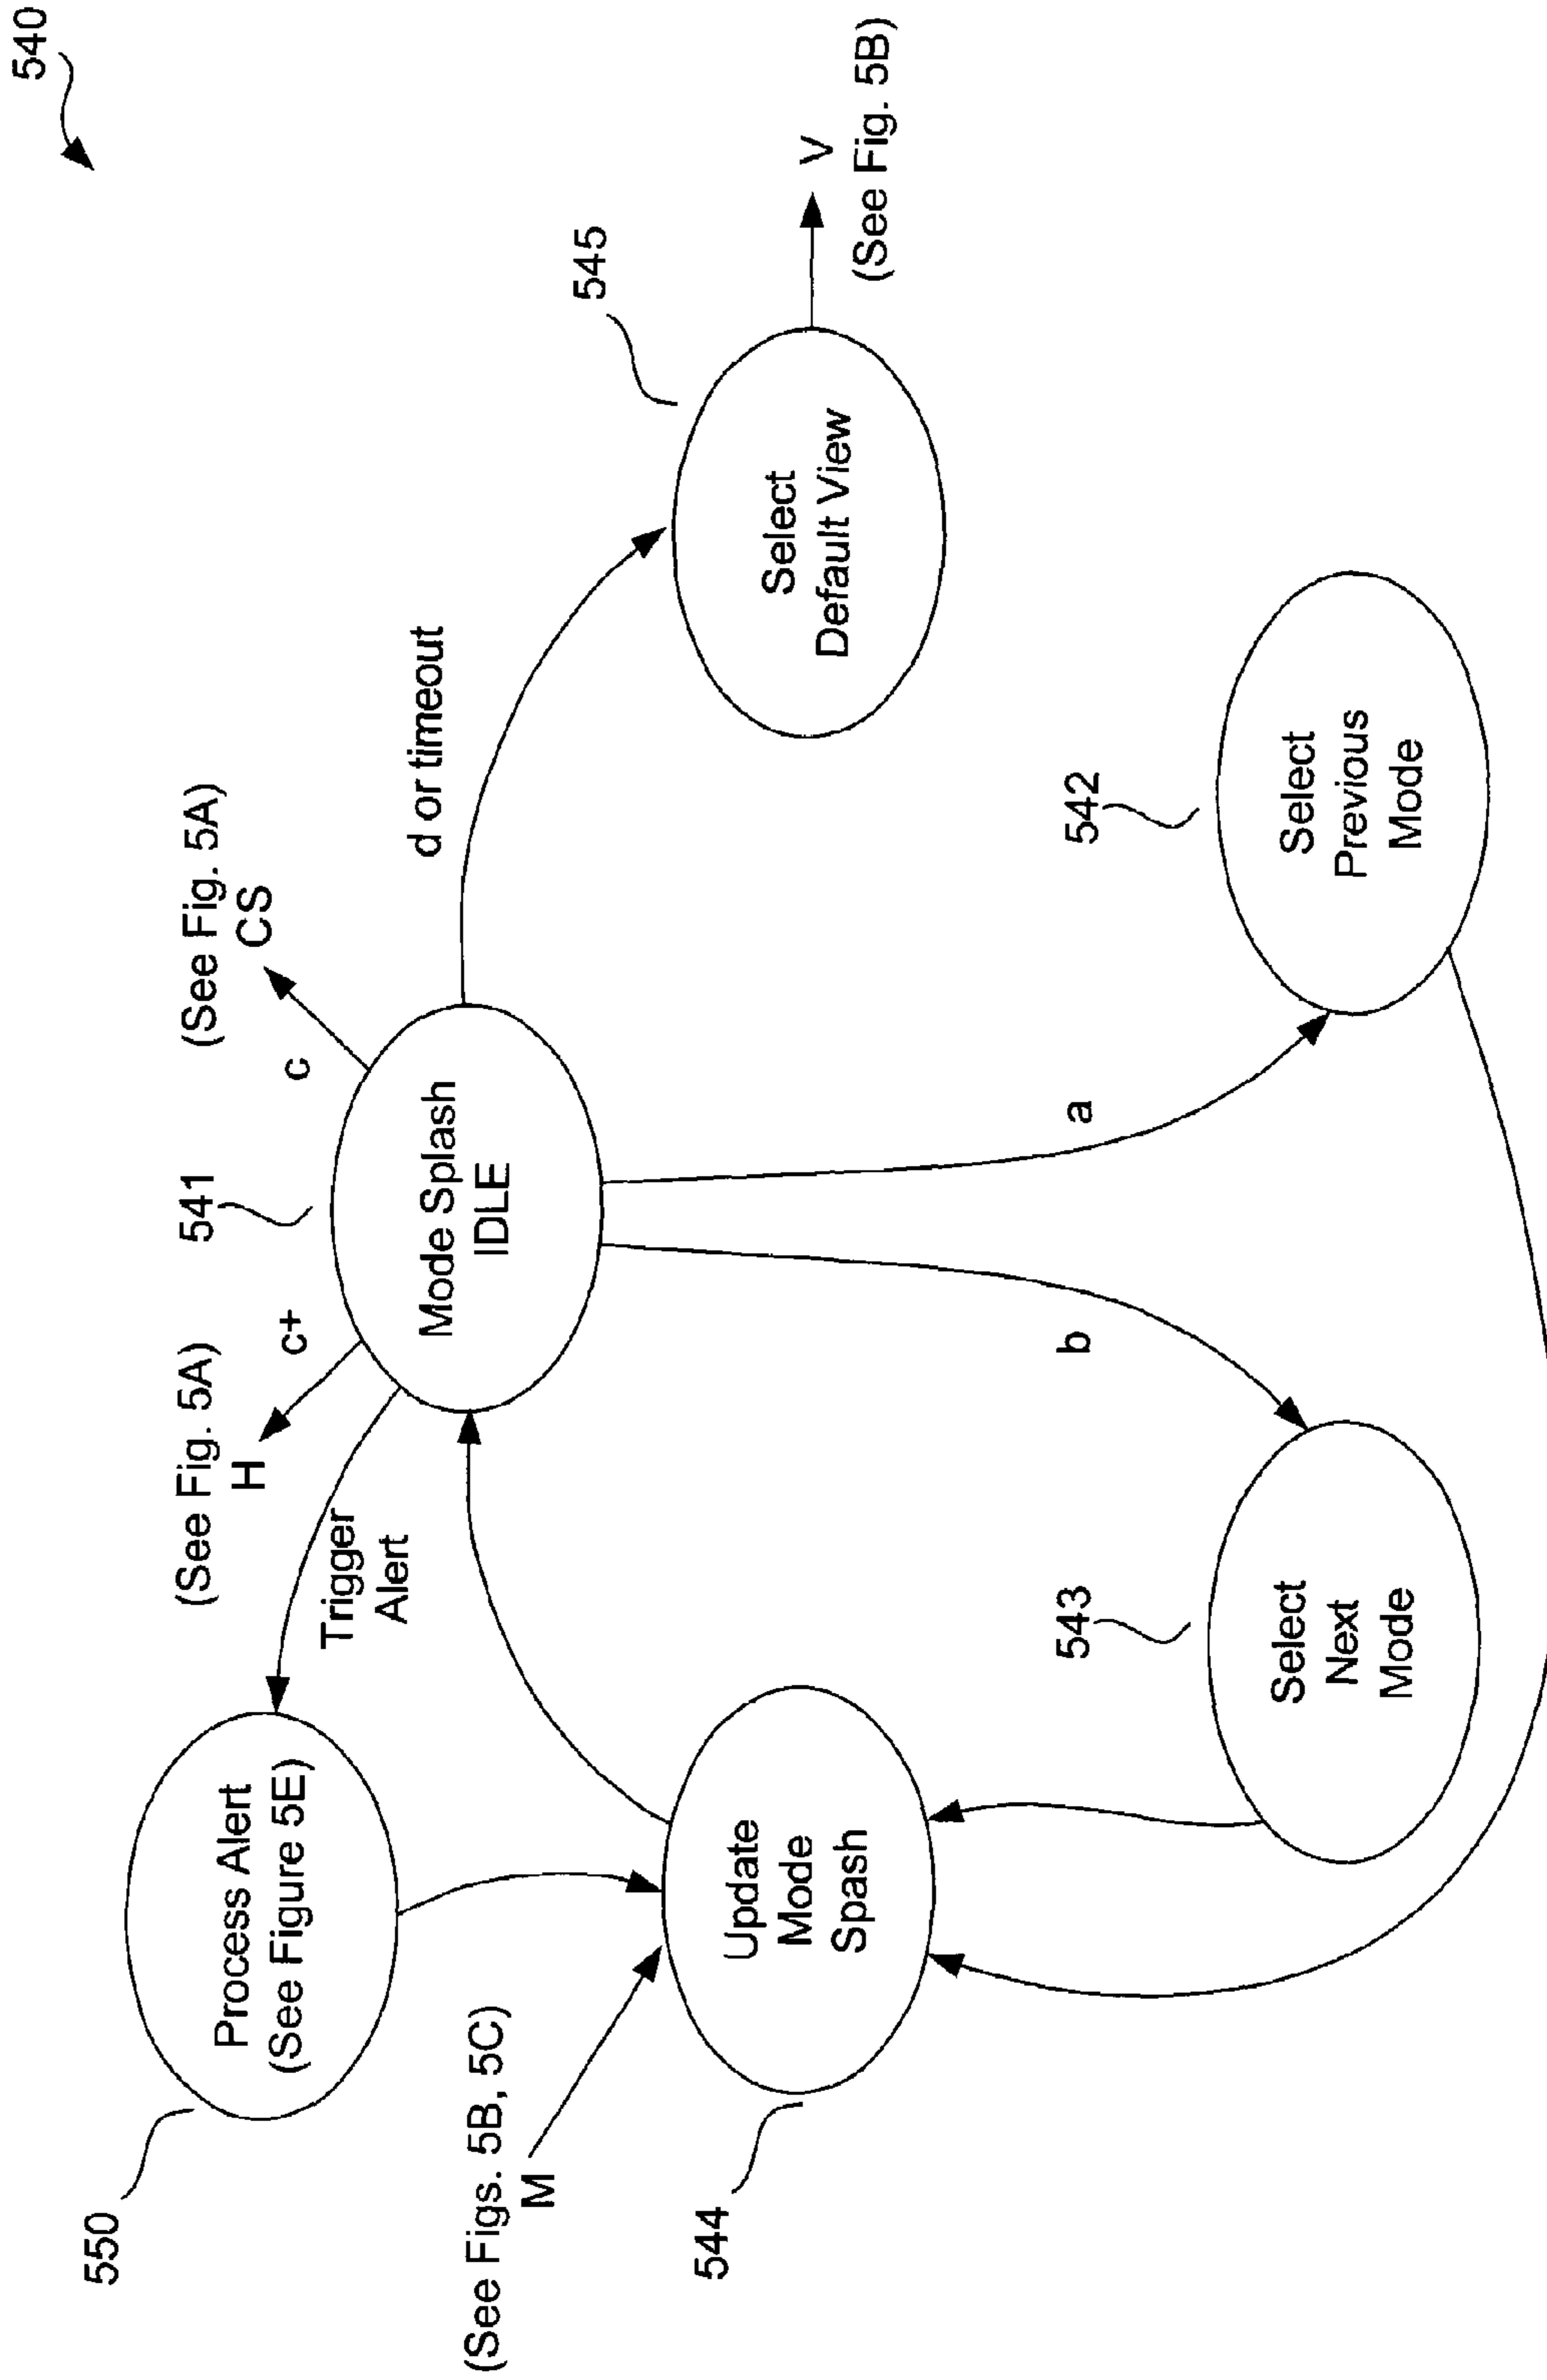 540
(See Fig. 5A)
H
c+
541
c
(See Fig. 5A)
CS
550
Process Alert
(See Figure 5E)
Trigger
Alert
Mode Splash
IDLE
d or timeout
545
Select
Default View
V
(See Fig. 5B)
(See Figs. 5B, 5C)
M
544
Update
Mode
Spash
b
a
543
Select
Next
Mode
542
Select
Previous
Mode